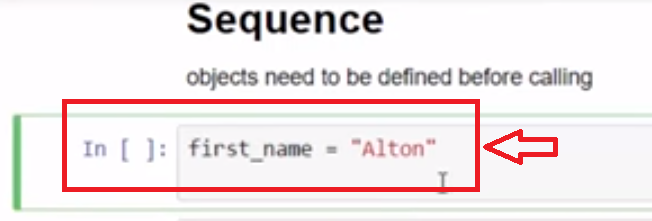 Sequence
objects need to be defined before calling
In [ ]: first_name = "Alton"